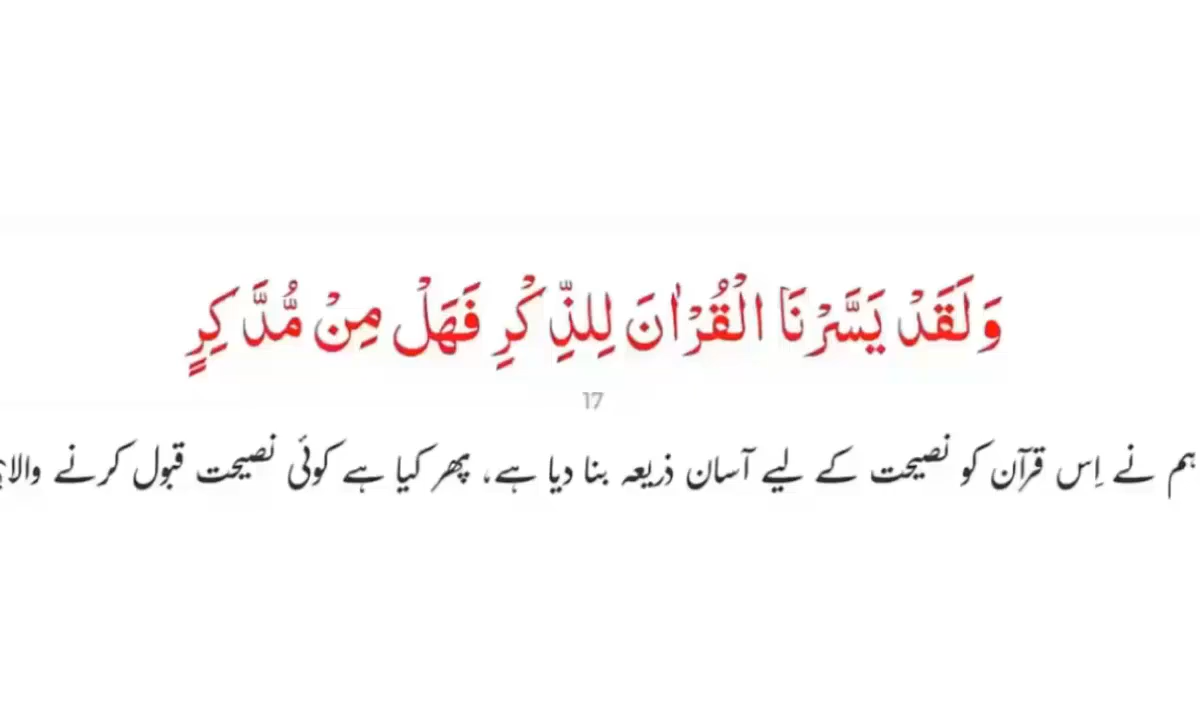 وَلَقَدْ يَسَّرْنَا الْقُرْاٰنَ لِلذِّكْرِ فَهَلْ مِنْ مُّدَّكِرٍ
17
ہم نے اِس قرآن کو نصیحت کے لیے آسان ذریعہ بنا دیا ہے، پھر کیا ہے کوئی نصیحت قبول کرنے والا؟